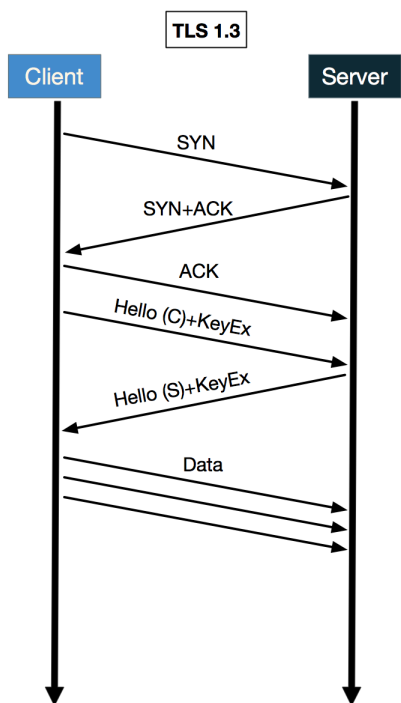 TLS 1.3
Client
Server
SYN
SYN+ACK
ACK
Hello (C)+KeyEx
Hello (S)+KeyEx
Data